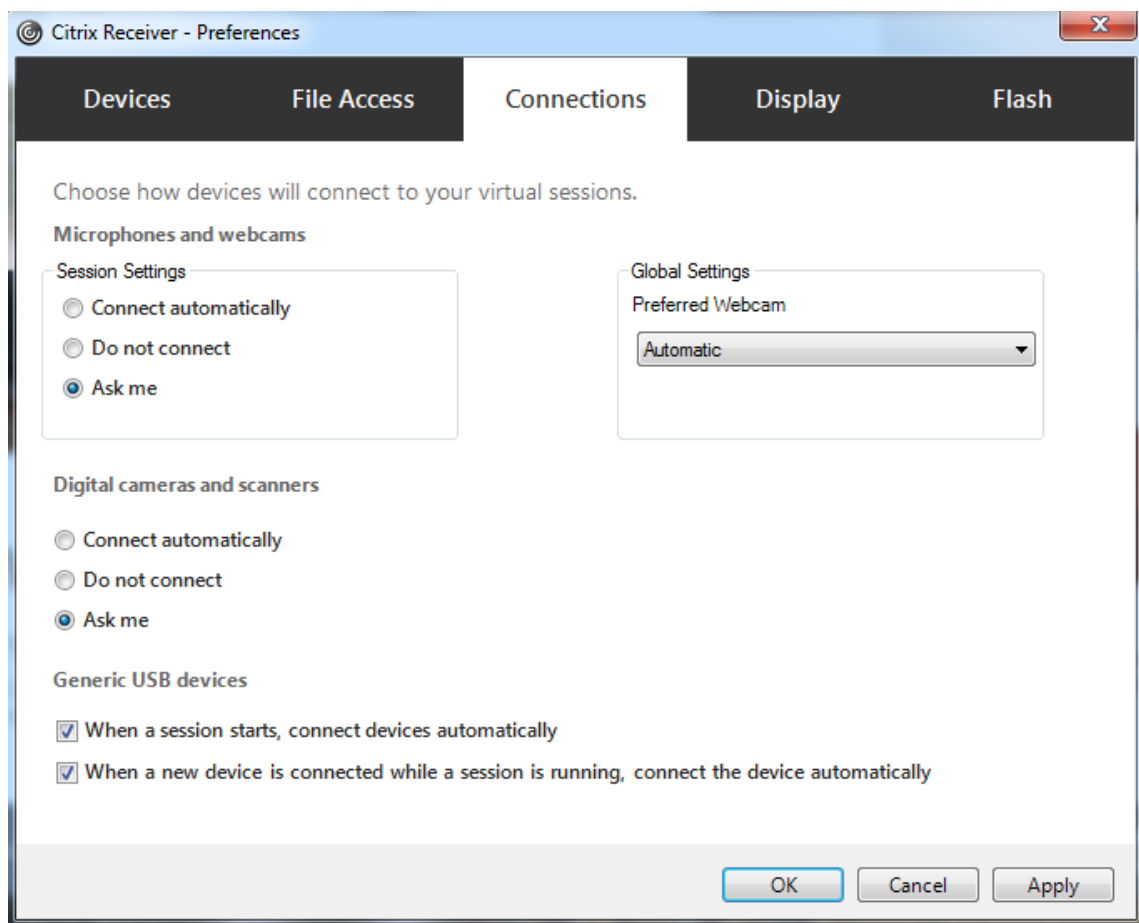 Citrix Receiver - Preferences
Devices File Access Connections Display Flash
Choose how devices will connect to your virtual sessions.
Microphones and webcams
Session Settings
Connect automatically
Do not connect
Ask me
Global Settings
Preferred Webcam
Automatic
Digital cameras and scanners
Connect automatically
Do not connect
Ask me
Generic USB devices
When a session starts, connect devices automatically
When a new device is connected while a session is running, connect the device automatically
OK Cancel Apply